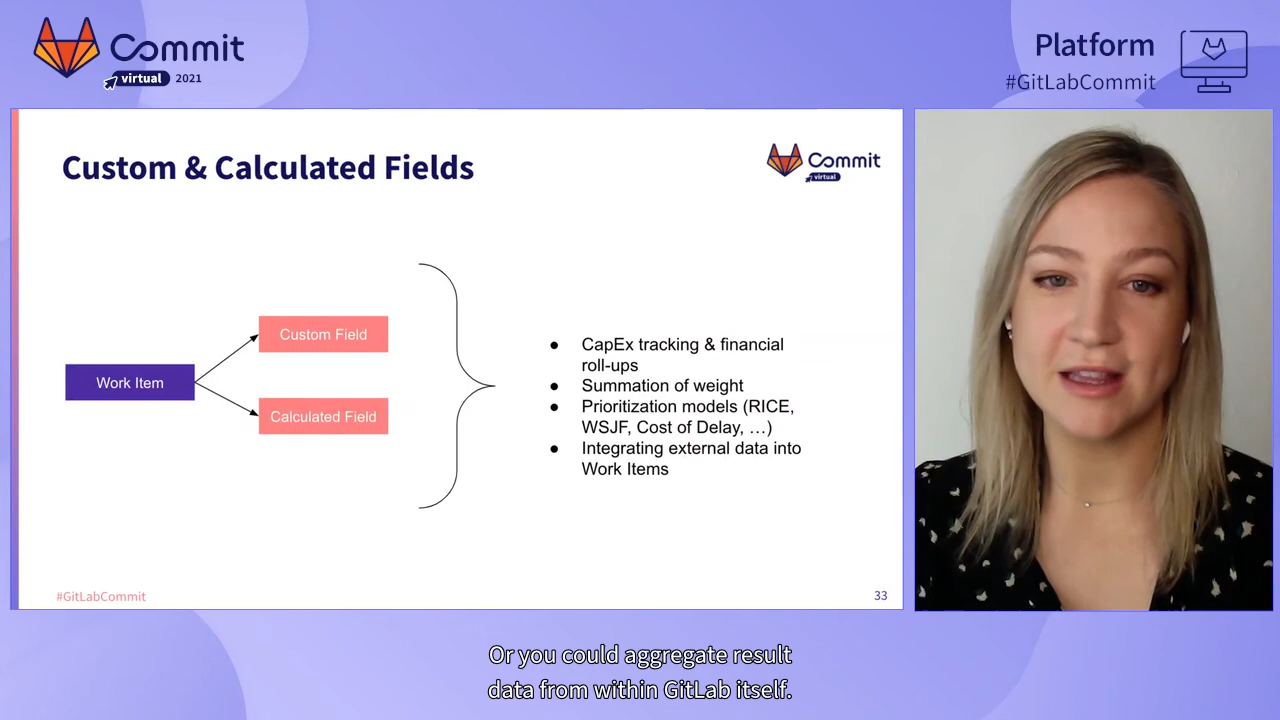 Commit
virtual 2021
Platform
#GitLabCommit
Custom & Calculated Fields
Commit
virtual
Custom Field
Work Item
Calculated Field
● CapEx tracking & financial
roll-ups
● Summation of weight
● Prioritization models (RICE,
WSJF, Cost of Delay, …)
● Integrating external data into
Work Items
#GitLabCommit
33
Or you could aggregate result
data from within GitLab itself.